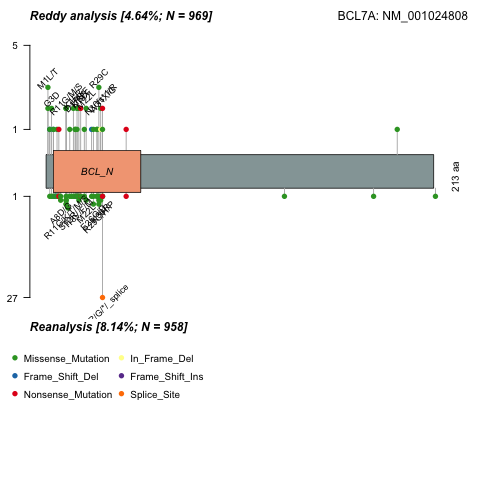 Reddy analysis [4.64%; N = 969]
BCL7A: NM_001024808
5
M1L/T
R29C
G3D
R11G/M/S
1
BCL_N
213 aa
1
27
Reanalysis [8.14%; N = 958]
Missense_Mutation
In_Frame_Del
Frame_Shift_Del
Frame_Shift_Ins
Nonsense_Mutation
Splice_Site